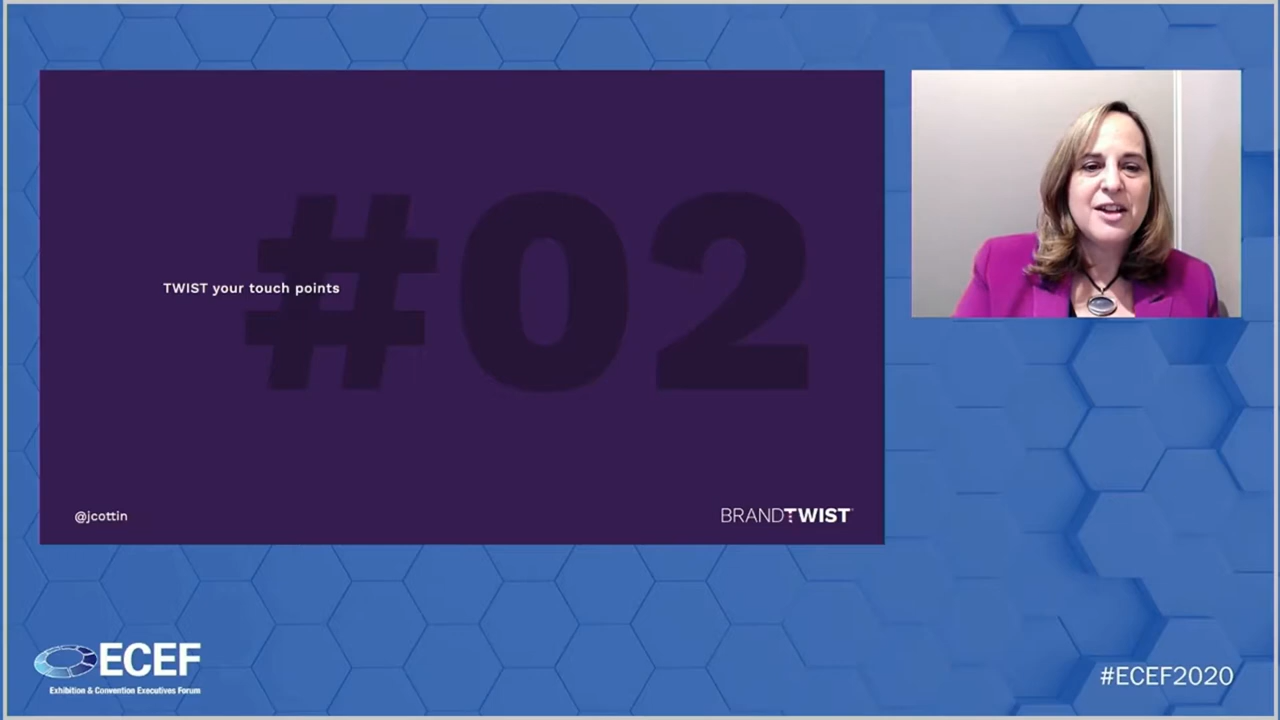 #02
TWIST your touch points
@jcottin
BRANDTWIST
ECEF
Exhibition & Convention Executives Forum
#ECEF2020